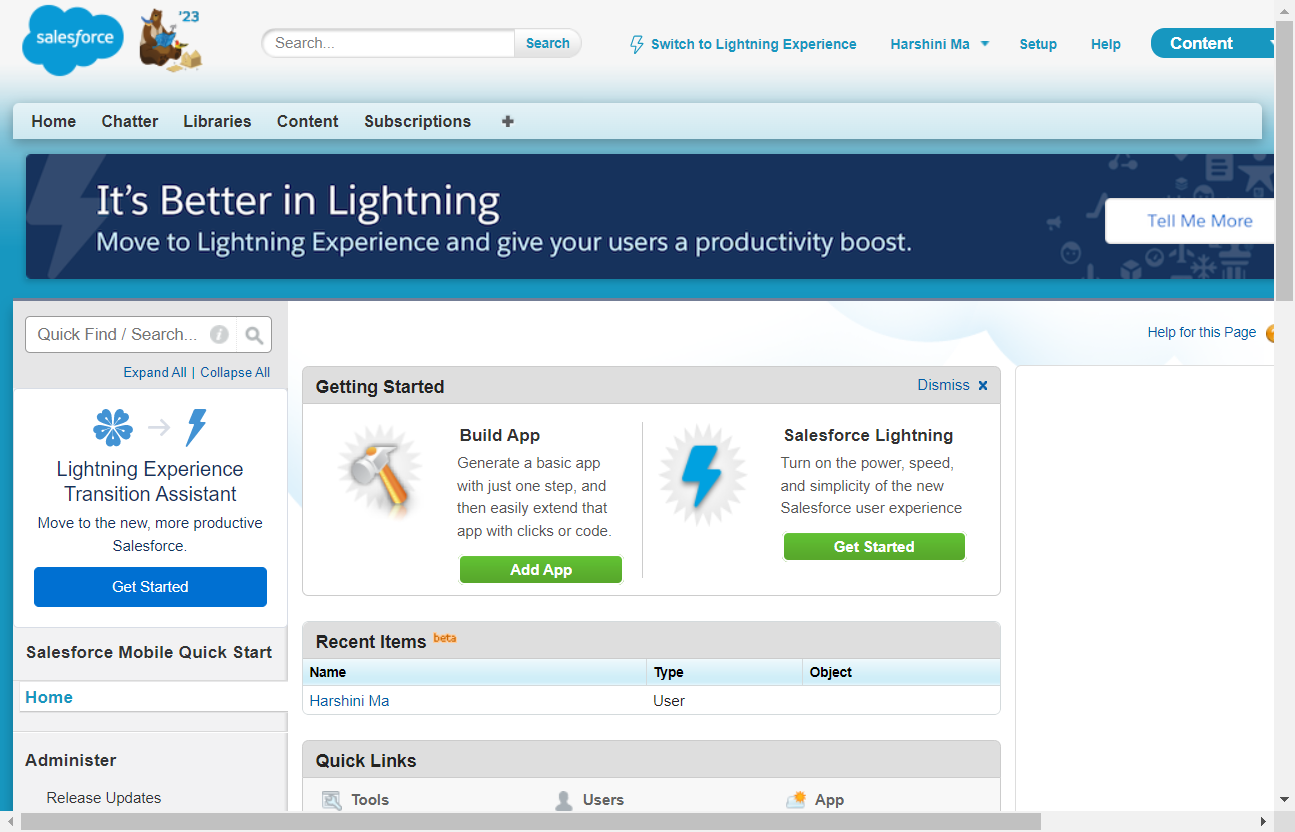 salesforce
'23
Search...
Search
Switch to Lightning Experience
Harshini Ma
Setup
Help
Content
Home
Chatter
Libraries
Content
Subscriptions
It's Better in Lightning
Move to Lightning Experience and give your users a productivity boost.
Tell Me More
Quick Find / Search...
Expand All | Collapse All
Lightning Experience
Transition Assistant
Move to the new, more productive
Salesforce.
Get Started
Salesforce Mobile Quick Start
Home
Administer
Release Updates
Help for this Page
Getting Started
Dismiss
Build App
Generate a basic app
with just one step, and
then easily extend that
app with clicks or code.
Add App
Salesforce Lightning
Turn on the power, speed,
and simplicity of the new
Salesforce user experience
Get Started
Recent Items beta
Name
Type
Object
Harshini Ma
User
Quick Links
Tools
Users
App